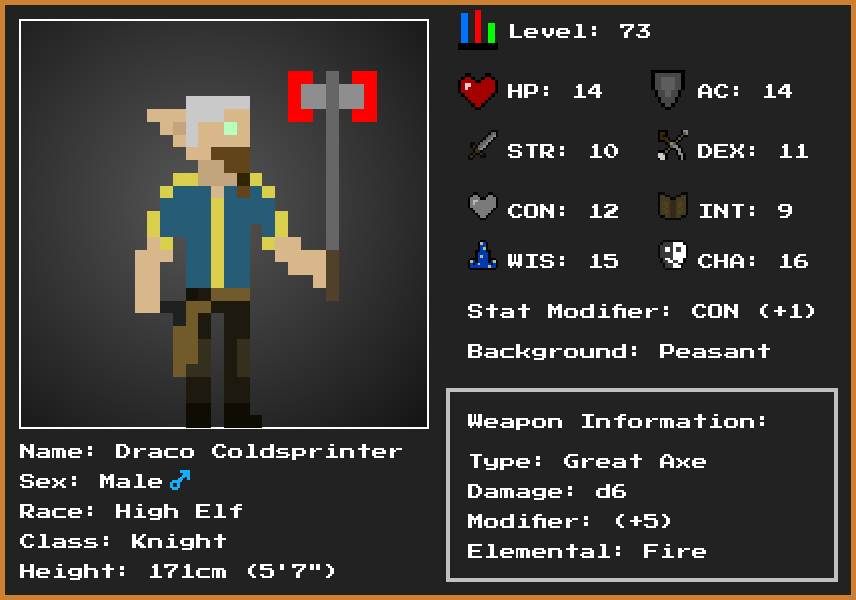 Level: 73
HP: 14
AC: 14
STR: 10
DEX: 11
CON: 12
INT: 9
WIS: 15
CHA: 16
Stat Modifier: CON (+1)
Background: Peasant
Weapon Information:
Type: Great Axe
Damage: d6
Modifier: (+5)
Elemental: Fire
Name: Draco Coldsprinter
Sex: Male♂
Race: High Elf
Class: Knight
Height: 171cm (5'7")